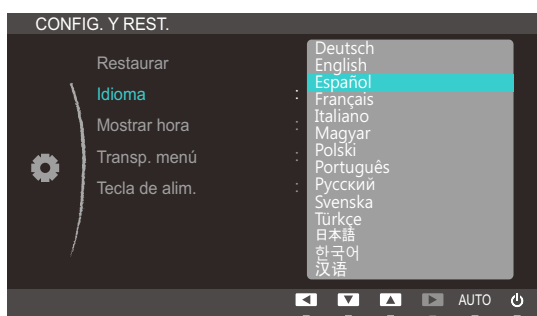 CONFIG. Y REST.
Restaurar
Idioma :
Mostrar hora :
Transp. menú :
Tecla de alim. :
Deutsch
English
Español
Français
Italiano
Magyar
Polski
Português
Русский
Svenska
Türkçe
日本語
한국어
汉语
AUTO